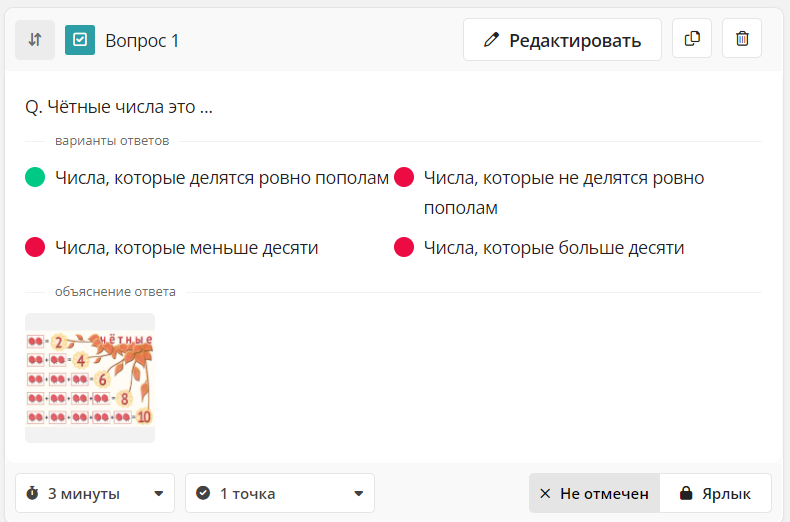 Вопрос 1
Редактировать
Q. Чётные числа это ...
варианты ответов
Числа, которые делятся ровно пополам
Числа, которые не делятся ровно
пополам
Числа, которые меньше десяти
Числа, которые больше десяти
объяснение ответа
чётные
= 2
+ = 4
+ + = 6
+ + + = 8
+ + + + = 10
3 минуты
1 точка
Не отмечен
Ярлык